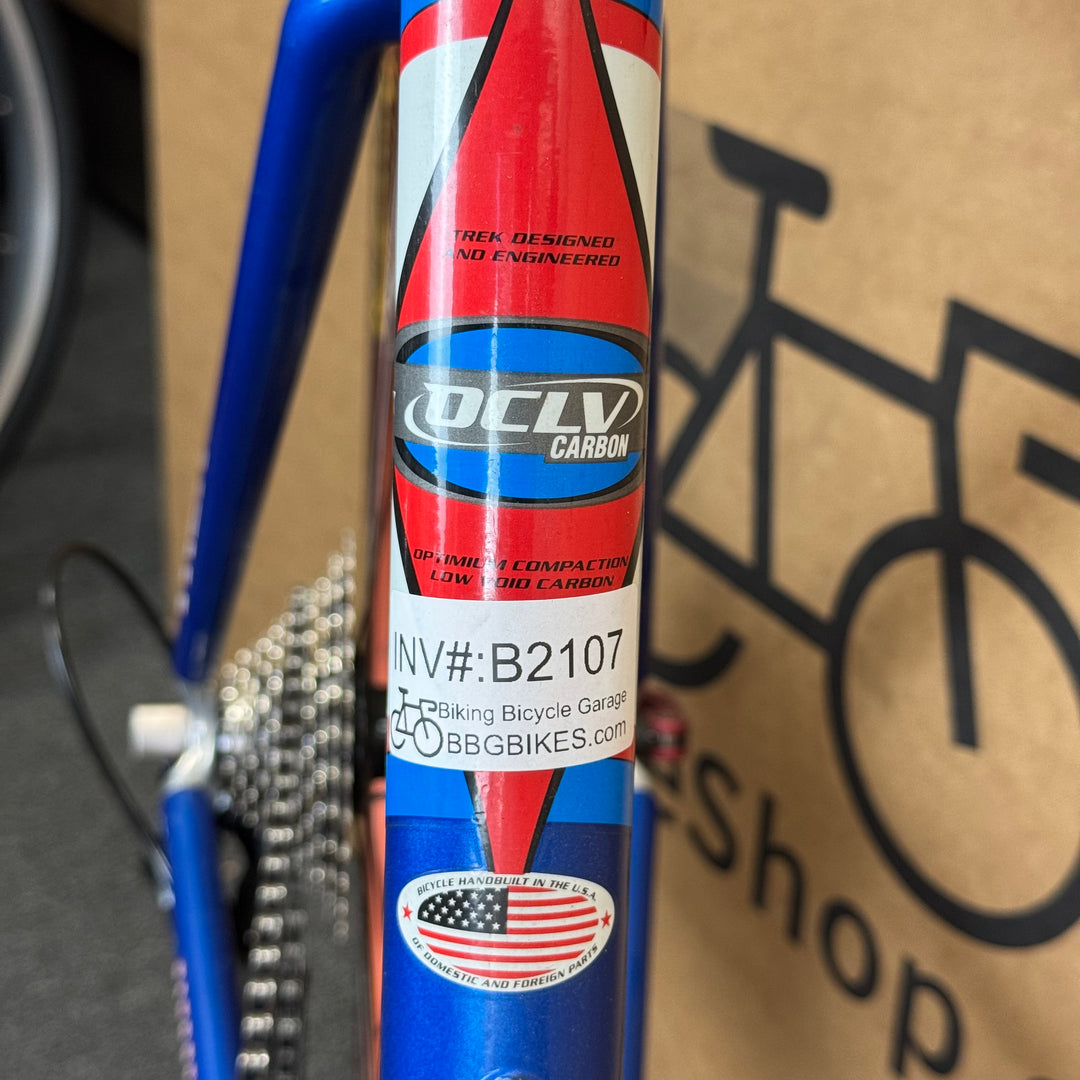 TREK DESIGNED
AND ENGINEERED
OCLV
CARBON
OPTIMUM COMPACTION
LOW VOID CARBON
INV#:B2107
Biking Bicycle Garage
BBGBIKES.com
BICYCLE HANDBUILT IN THE U.S.A.
OF DOMESTIC AND FOREIGN PARTS
Shop